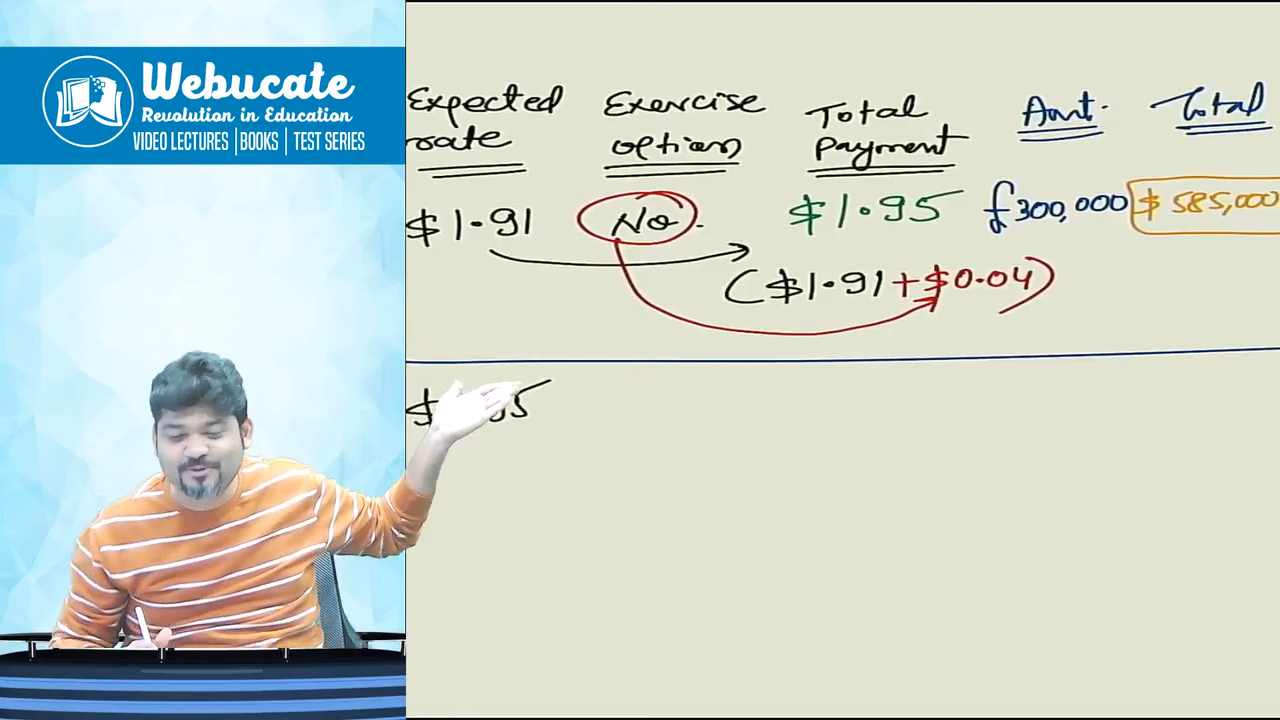 Webucate
Revolution in Education
VIDEO LECTURES | BOOKS | TEST SERIES
Expected rate
Exercise option
Total Payment
Amt.
Total
$1.91
No.
$1.95
£300,000
$ 585,000
($1.91+$0.04)